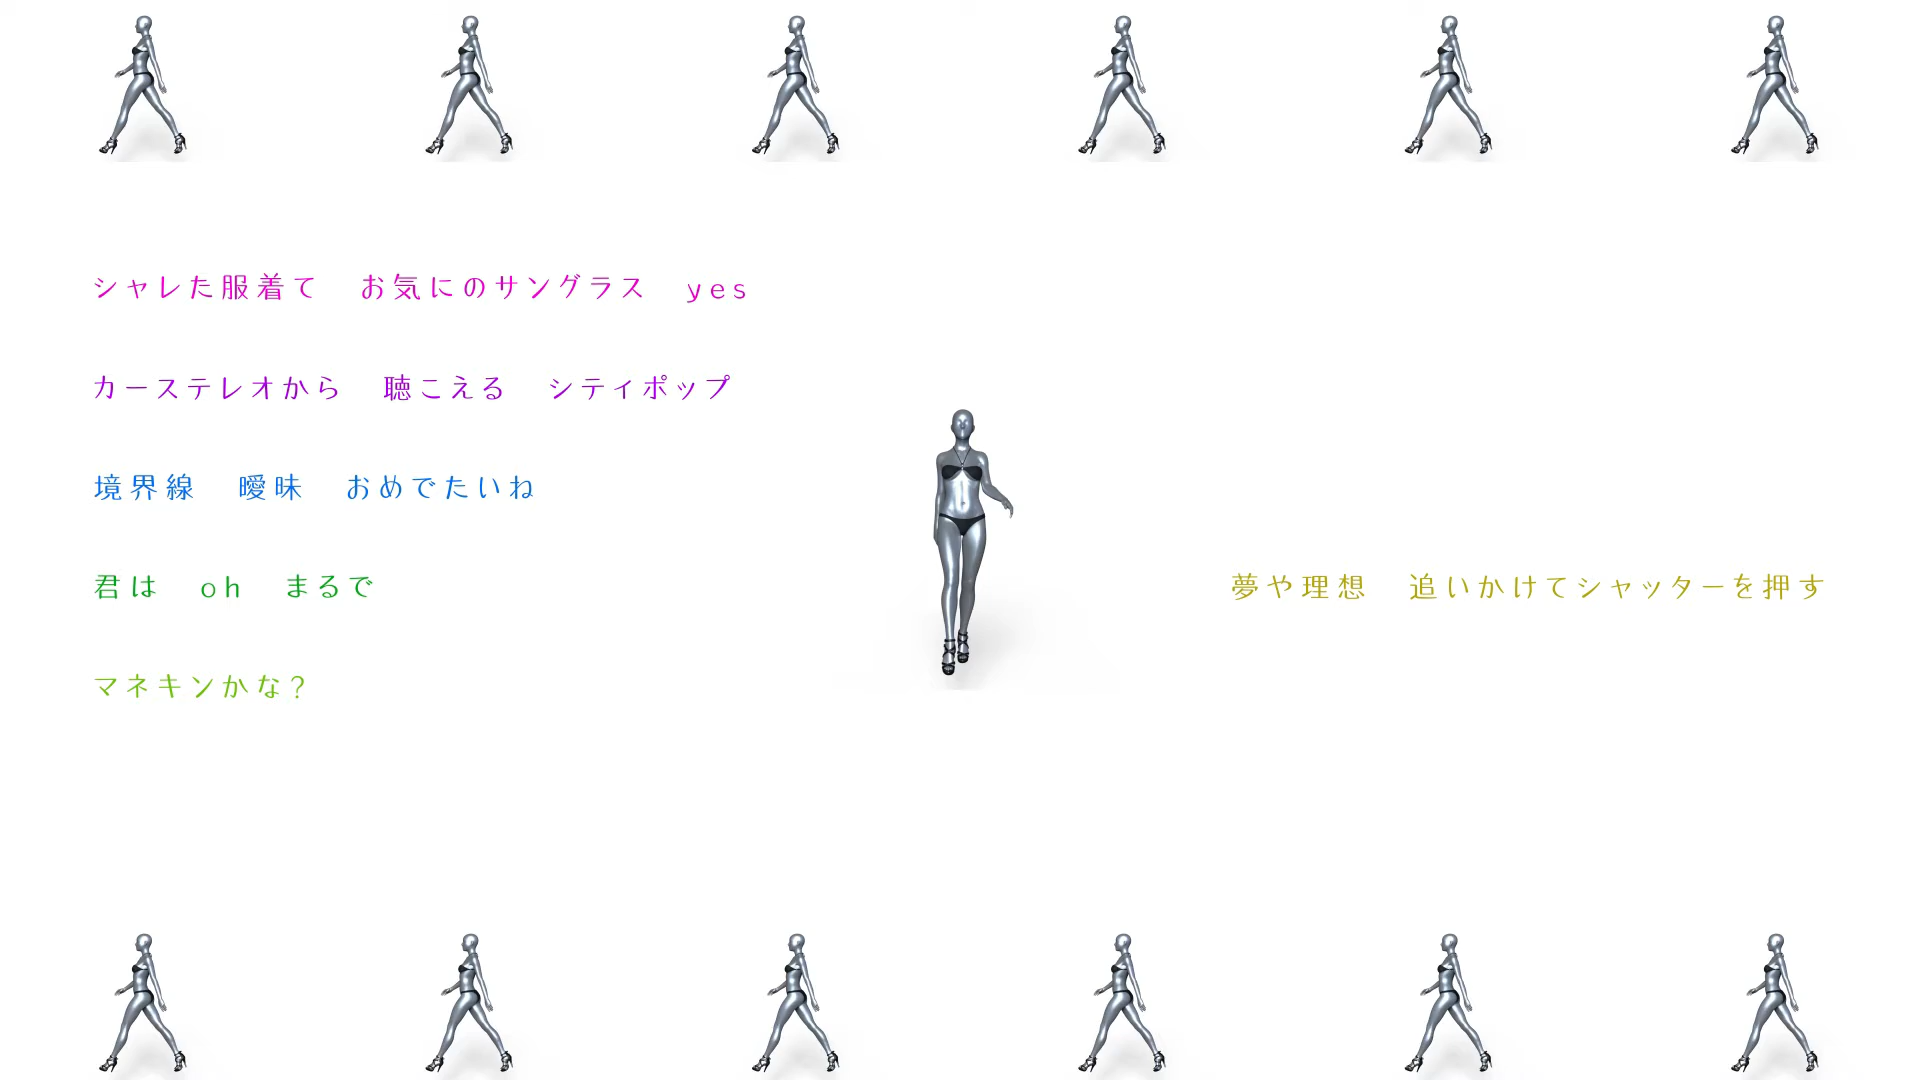 シャレた服着て　お気にのサングラス　yes
カーステレオから　聴こえる　シティポップ
境界線　曖昧　おめでたいね
君は　oh　まるで
マネキンかな?
夢や理想　追いかけてシャッターを押す